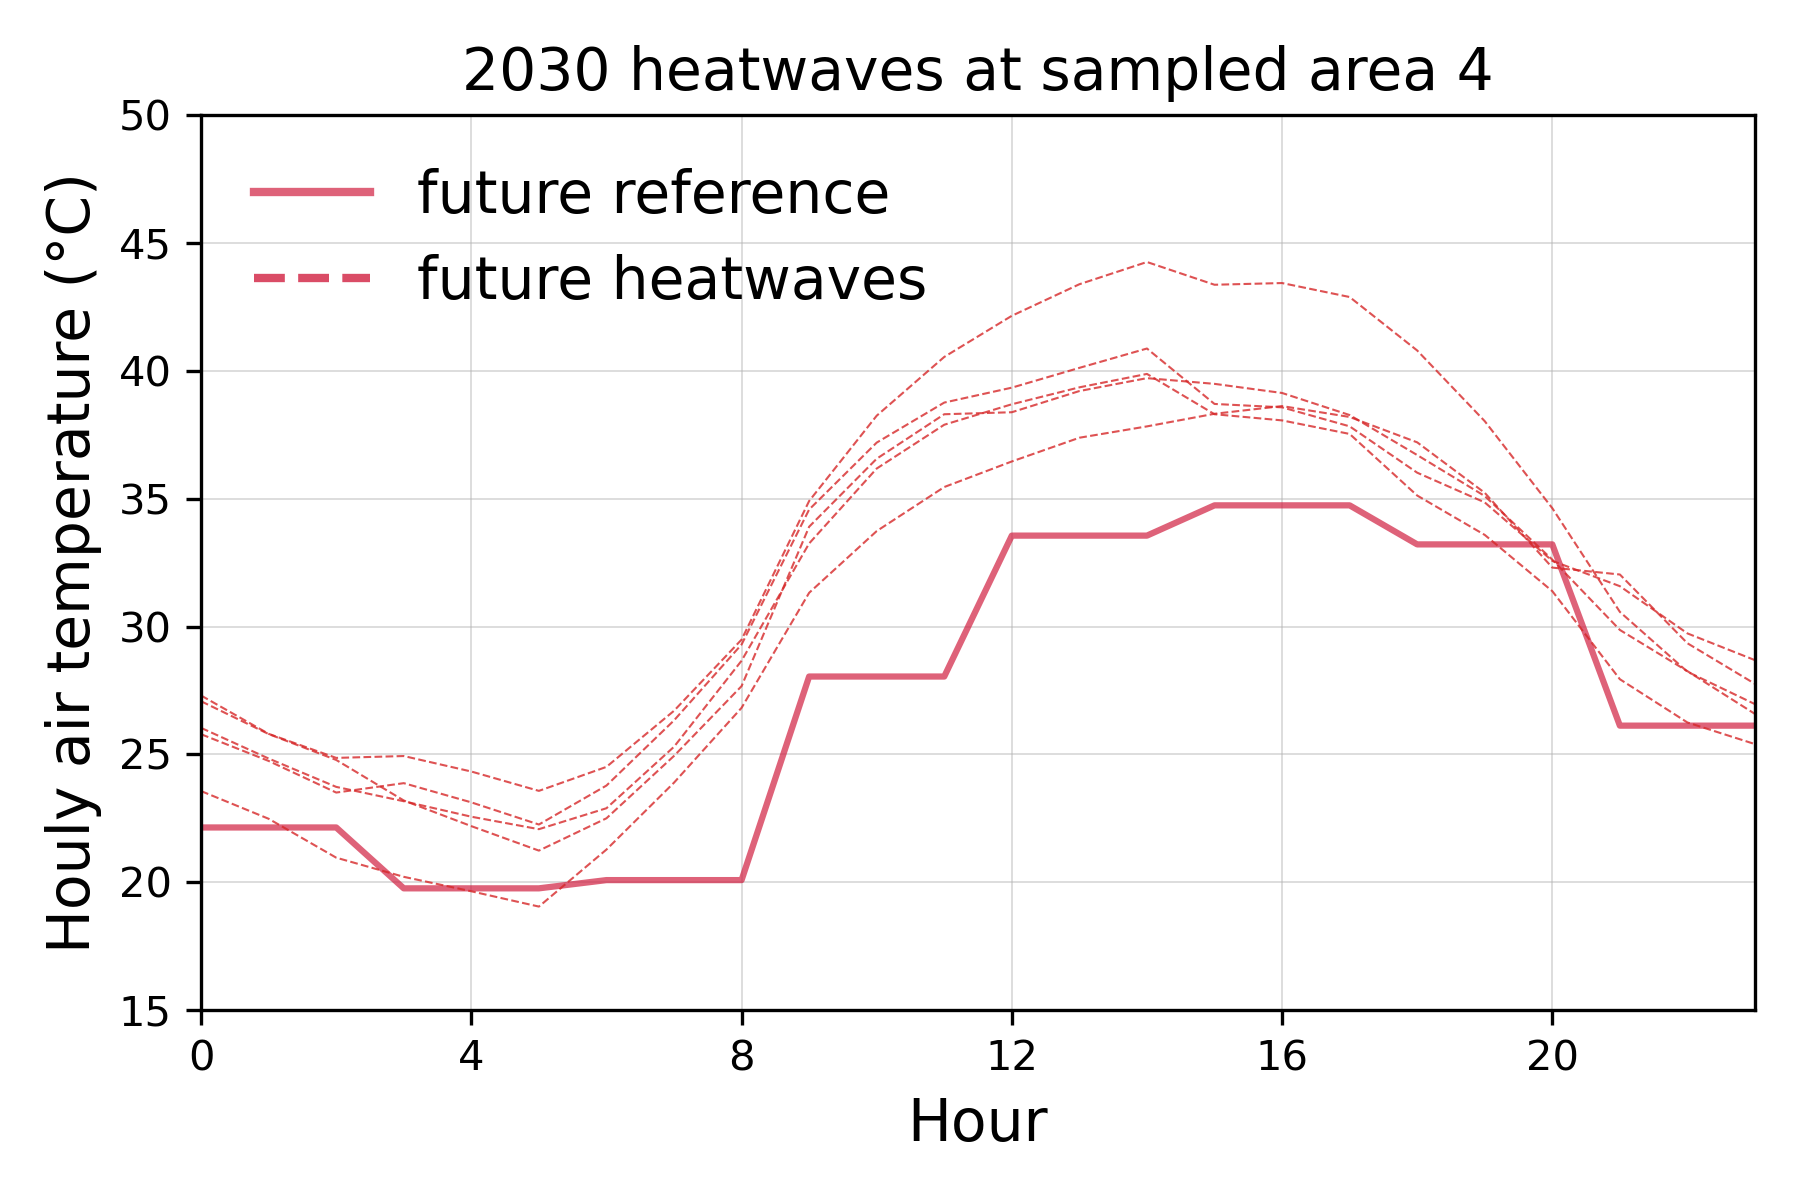 2030 heatwaves at sampled area 4
50
45
40
35
30
25
20
15
Houly air temperature (°C)
future reference
future heatwaves
0 4 8 12 16 20
Hour